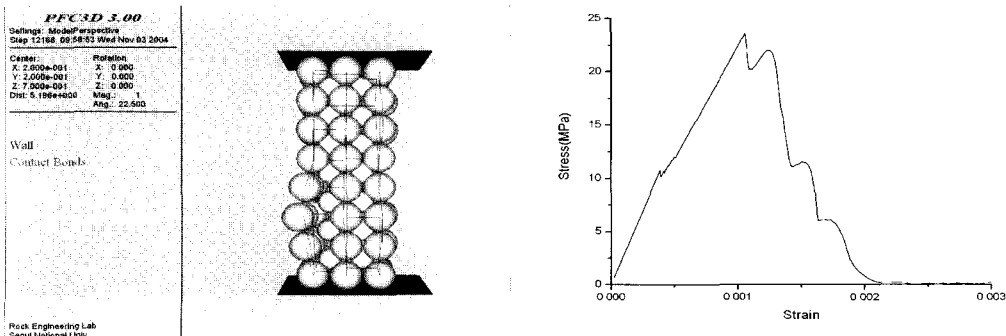 PFC3D 3.00
Settings: ModelPerspective
Step 12168 09:56:53 Wed Nov 03 2004
Center: Rotation
X: 2.000e-001 X: 0.000
Y: 2.000e-001 Y: 0.000
Z: 7.000e-001 Z: 0.000
Dist: 5.196e+000 Mag.: 1
Ang.: 22.500
Wall
Contact Bonds
Rock Engineering Lab
Seoul National Univ.
25
20
15
10
5
0
Stress(MPa)
0.000 0.001 0.002 0.003
Strain